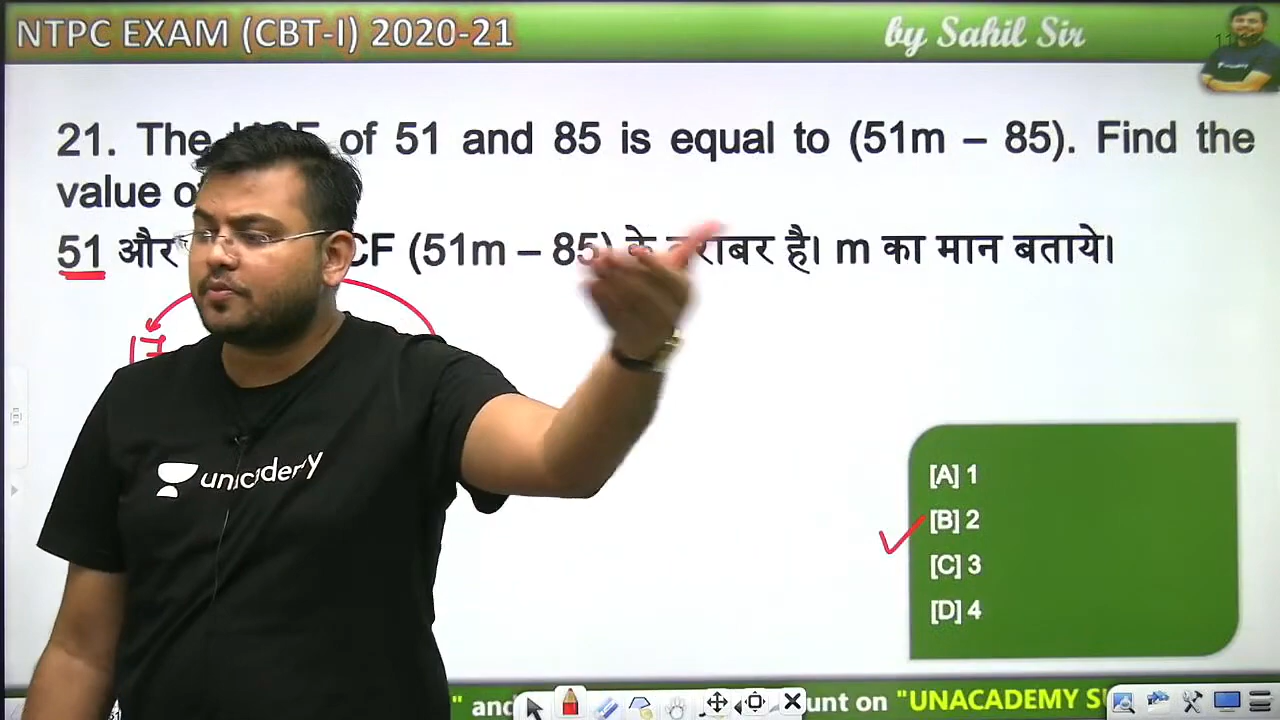 NTPC EXAM (CBT-I) 2020-21
by Sahil Sir
21. The of 51 and 85 is equal to (51m – 85). Find the
value
51 और CF (51m – 85) के बराबर है। m का मान बताये।
17
unacademy
[A] 1
[B] 2
[C] 3
[D] 4
" and unt on "UNACADEMY